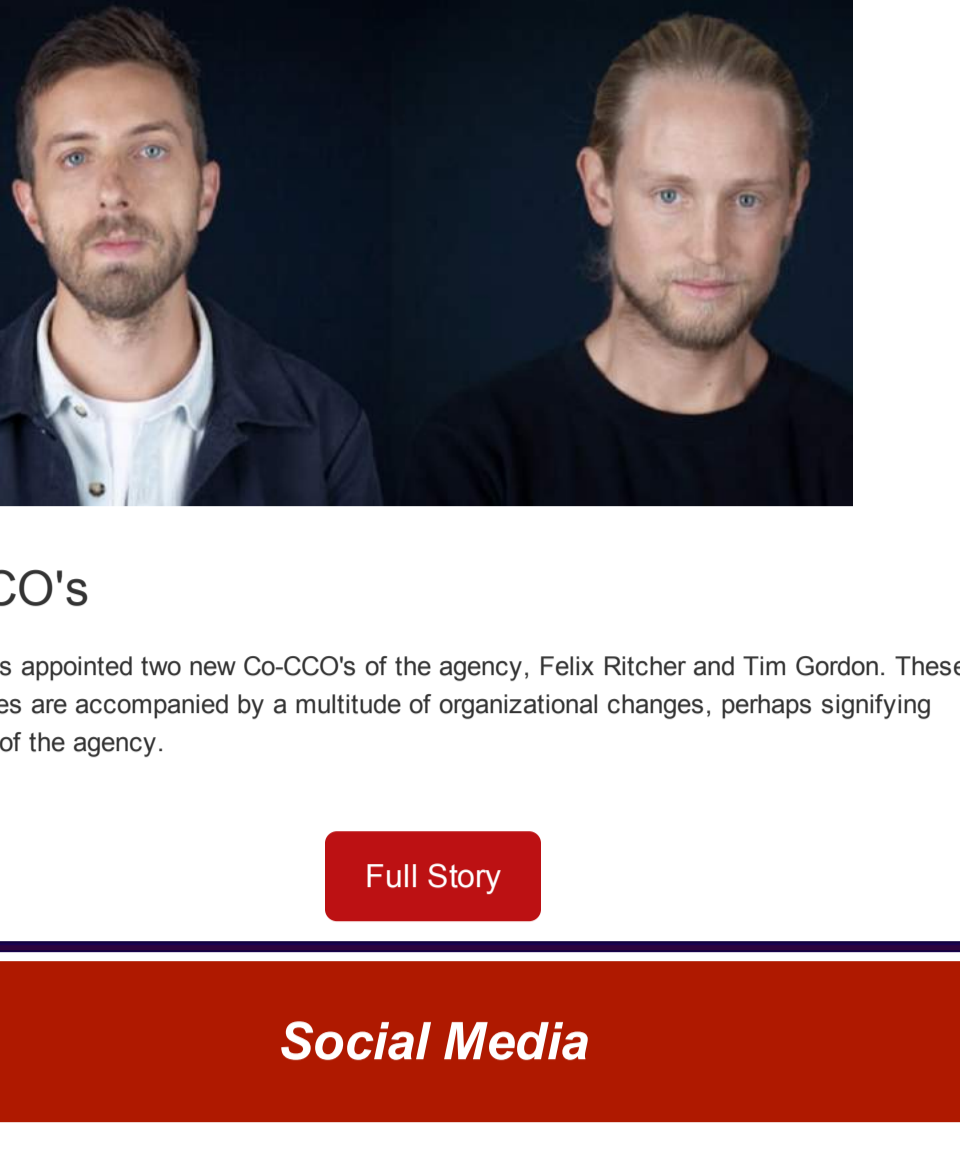 CO's
s appointed two new Co-CCO's of the agency, Felix Ritcher and Tim Gordon. These
es are accompanied by a multitude of organizational changes, perhaps signifying
of the agency.
Full Story
Social Media